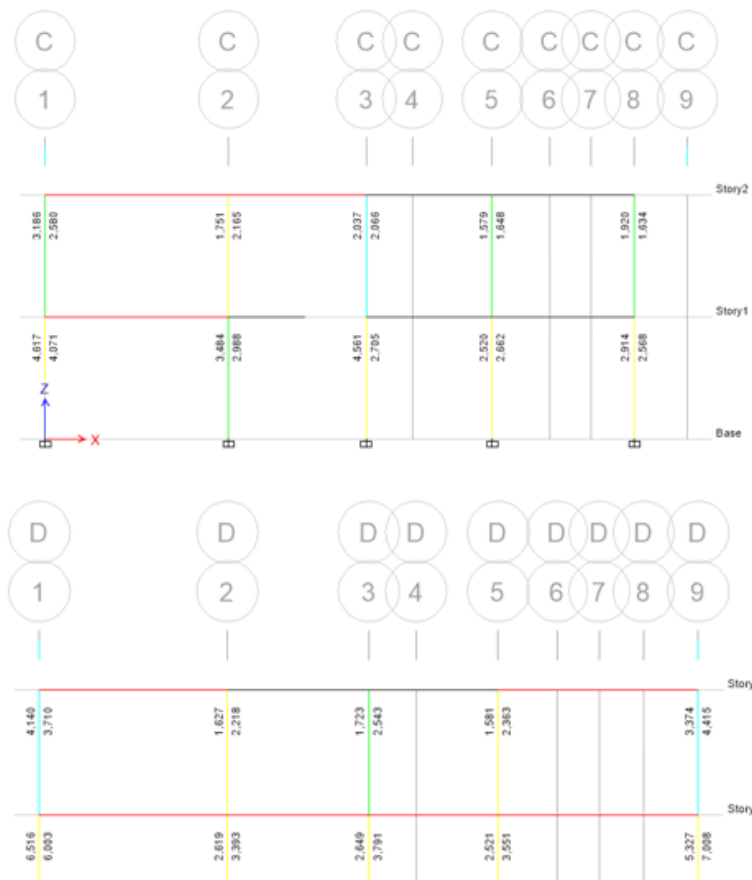 C C C C C C C C C
1 2 3 4 5 6 7 8 9
Story2
3.186 1,751 2.037 1.579 1.920
2.580 2,165 2.066 1.648 1.634
Story1
4.617 3.484 4.561 2.520 2.914
4.071 2.988 2.705 2.662 2.568
Z
X
Base
D D D D D D D D D
1 2 3 4 5 6 7 8 9
Story
4,140 1,627 1,723 1,581 3,374
3,710 2,218 2,543 2,363 4,415
Story
6,516 2,619 2,649 2,521 5,327
6,003 3,393 3,791 3,551 7,008